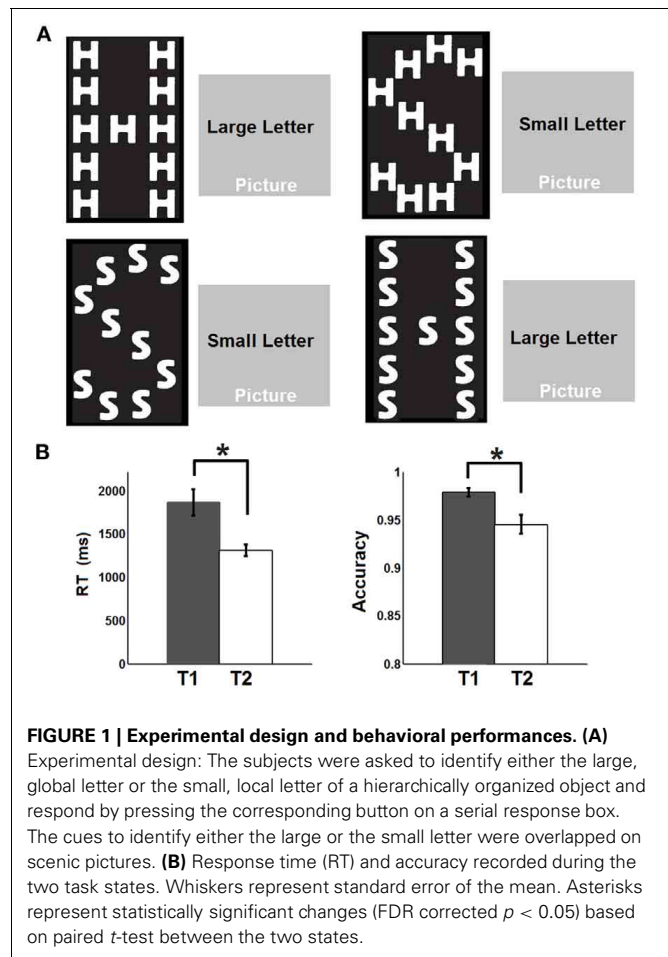 A
H H
H H
H H H
H H
H H
Large Letter
Picture
H
H H
H
H
H
H
H
H H
Small Letter
Picture
S
S S
S
S
S
S
S
S S S
Small Letter
Picture
S S
S S
S S S
S S
S S
Large Letter
Picture
B
*
2000
1500
1000
500
0
RT (ms)
T1 T2
*
1
0.95
0.9
0.85
0.8
Accuracy
T1 T2
FIGURE 1 | Experimental design and behavioral performances. (A)
Experimental design: The subjects were asked to identify either the large,
global letter or the small, local letter of a hierarchically organized object and
respond by pressing the corresponding button on a serial response box.
The cues to identify either the large or the small letter were overlapped on
scenic pictures. (B) Response time (RT) and accuracy recorded during the
two task states. Whiskers represent standard error of the mean. Asterisks
represent statistically significant changes (FDR corrected p < 0.05) based
on paired t-test between the two states.